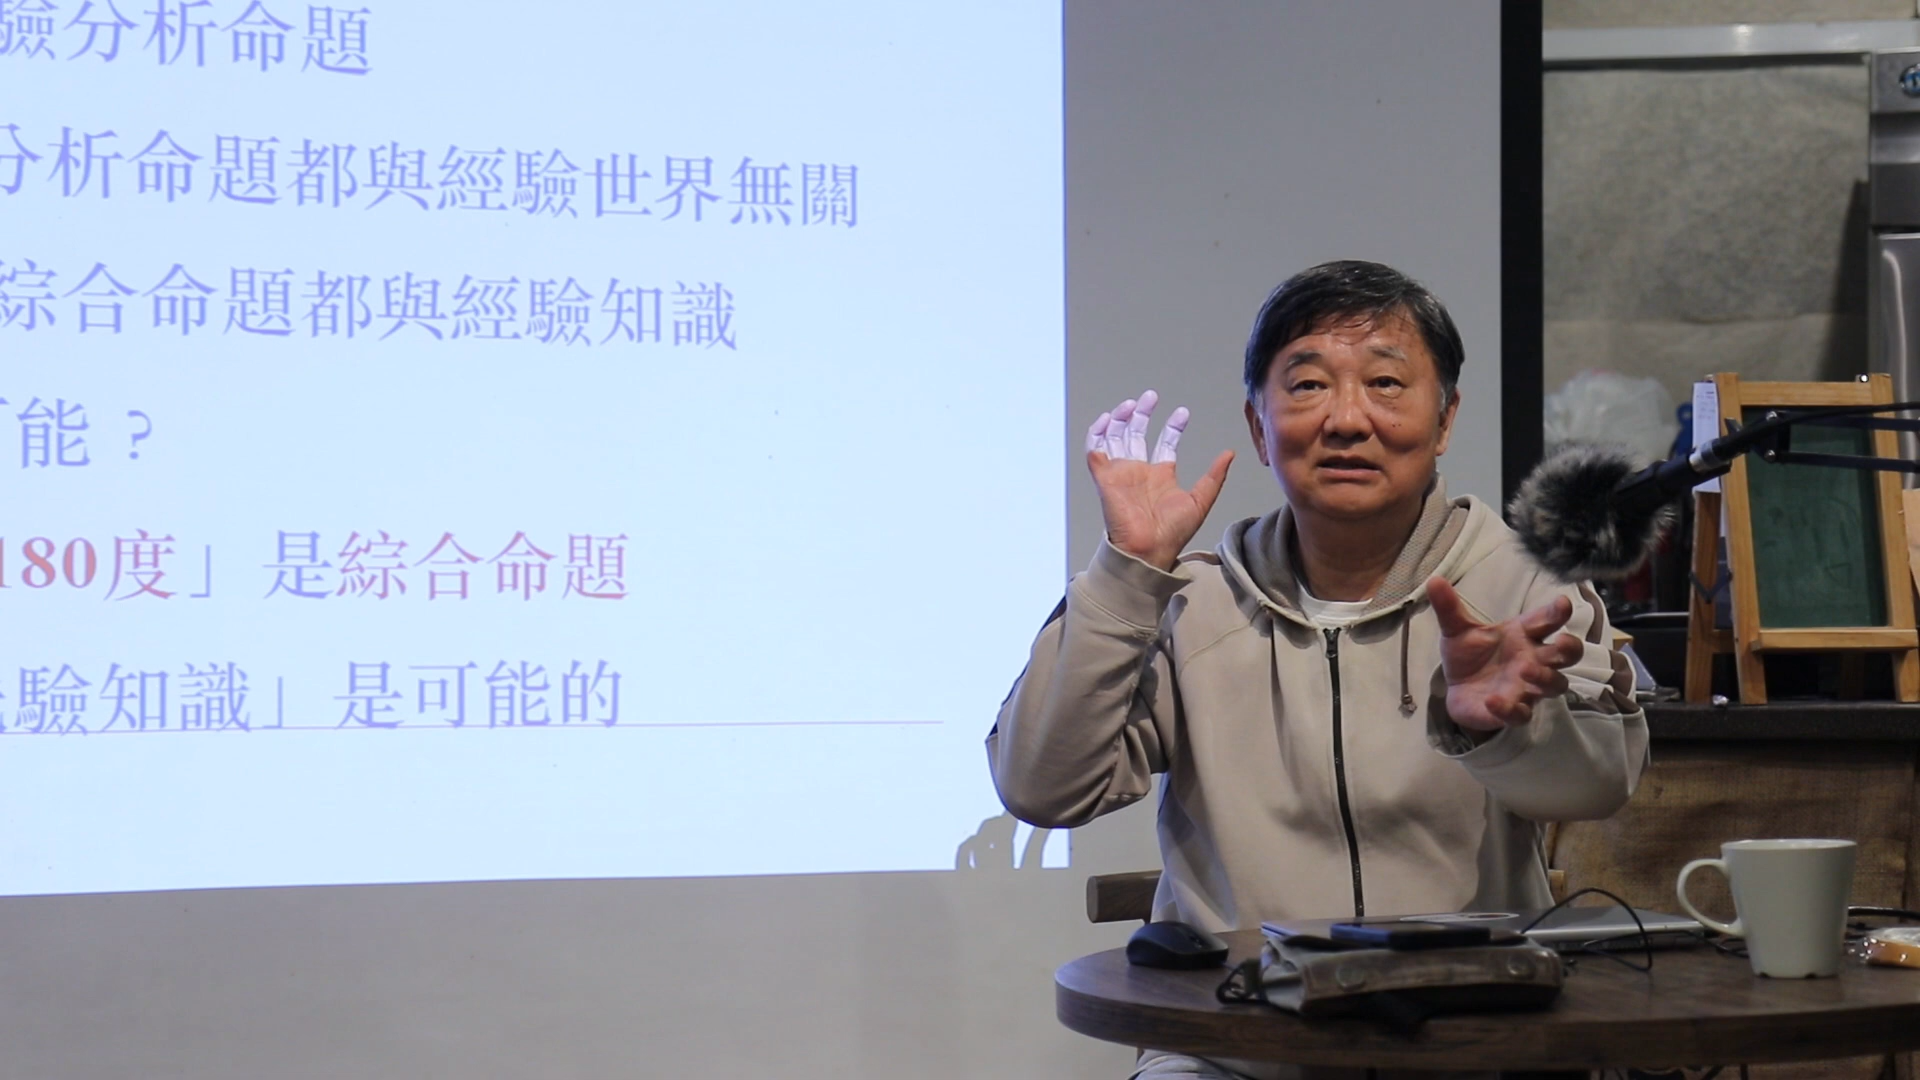 驗分析命題
分析命題都與經驗世界無關
綜合命題都與經驗知識
可能？
180度」是綜合命題
驗知識」是可能的